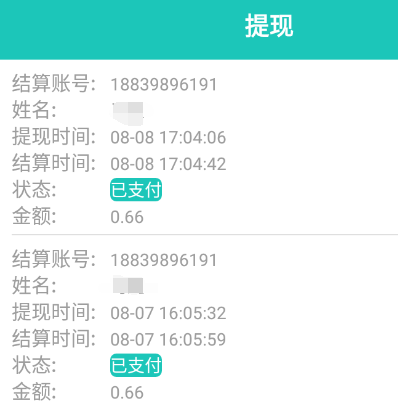 提现
结算账号: 18839896191
姓名:
提现时间: 08-08 17:04:06
结算时间: 08-08 17:04:42
状态: 已支付
金额: 0.66
结算账号: 18839896191
姓名:
提现时间: 08-07 16:05:32
结算时间: 08-07 16:05:59
状态: 已支付
金额: 0.66